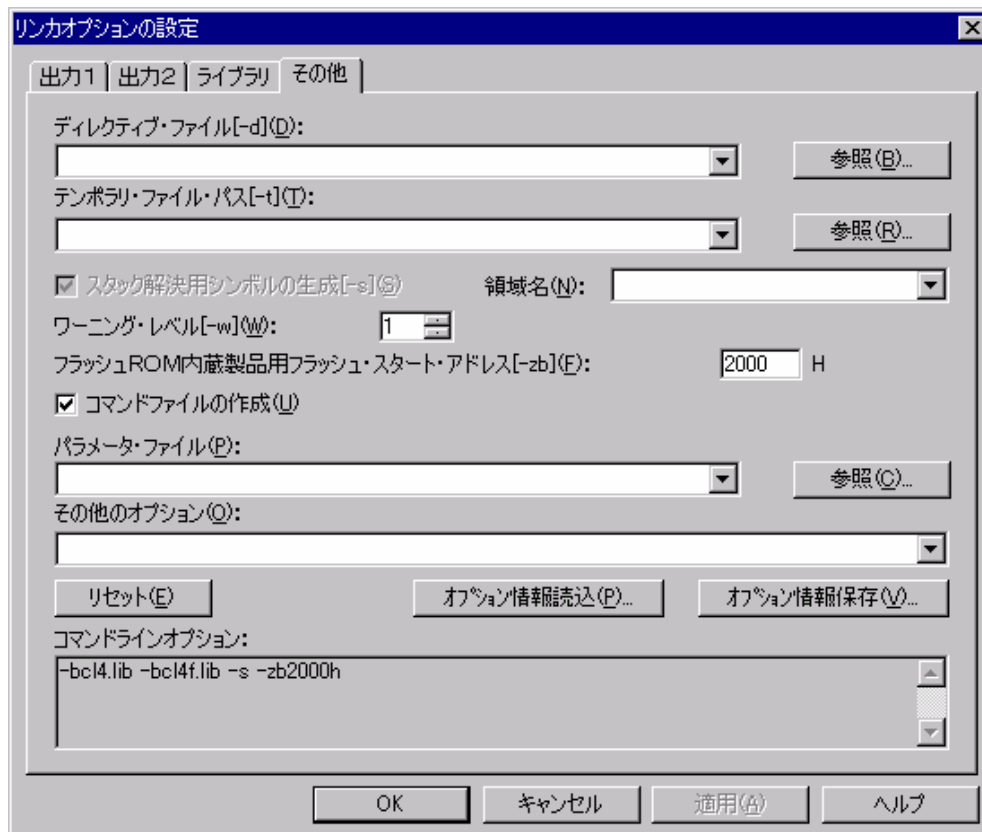 リンカオプションの設定
出力1 出力2 ライブラリ その他
ディレクティブ・ファイル[-d](D):
参照(B)...
テンポラリ・ファイル・パス[-t](T):
参照(R)...
スタック解決用シンボルの生成[-s](S) 領域名(N):
ワーニング・レベル[-w](W): 1
フラッシュROM内蔵製品用フラッシュ・スタート・アドレス[-zb](F): 2000 H
コマンドファイルの作成(U)
パラメータ・ファイル(P):
参照(C)...
その他のオプション(O):
リセット(E) オプション情報読込(P)... オプション情報保存(V)...
コマンドラインオプション:
-bcl4.lib -bcl4f.lib -s -zb2000h
OK キャンセル 適用(A) ヘルプ